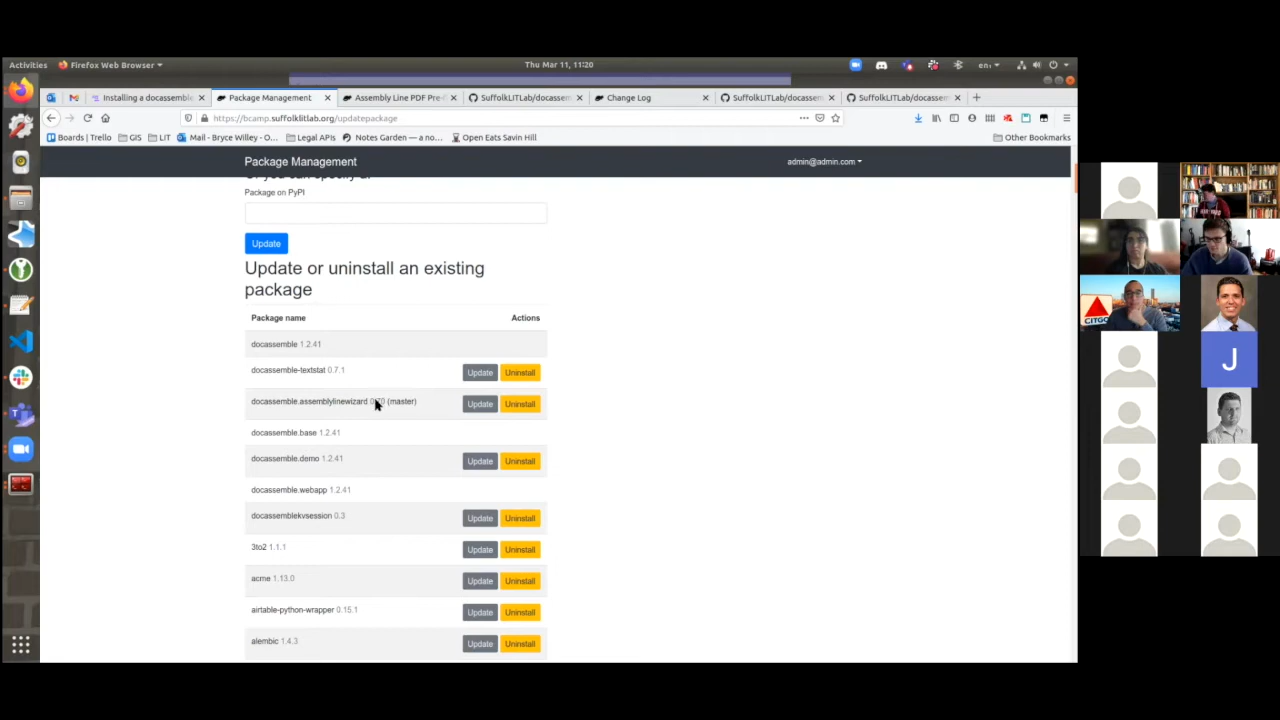 Activities Firefox Web Browser Thu Mar 11, 11:20 en₁
Installing a docassemble Package Management Assembly Line PDF Pre- SuffolkLITLab/docassem Change Log SuffolkLITLab/docassem SuffolkLITLab/docassem
https://bcamp.suffolklitlab.org/updatepackage
Boards | Trello GIS LIT Mail - Bryce Willey - O... Legal APIs Notes Garden — a no... Open Eats Savin Hill Other Bookmarks
Package Management admin@admin.com
Package on PyPI
Update
Update or uninstall an existing
package
Package name Actions
docassemble 1.2.41
docassemble-textstat 0.7.1 Update Uninstall
docassemble.assemblylinewizard (master) Update Uninstall
docassemble.base 1.2.41
docassemble.demo 1.2.41 Update Uninstall
docassemble.webapp 1.2.41
docassemblekvsession 0.3 Update Uninstall
3to2 1.1.1 Update Uninstall
acme 1.13.0 Update Uninstall
airtable-python-wrapper 0.15.1 Update Uninstall
alembic 1.4.3 Update Uninstall
CITGO
J